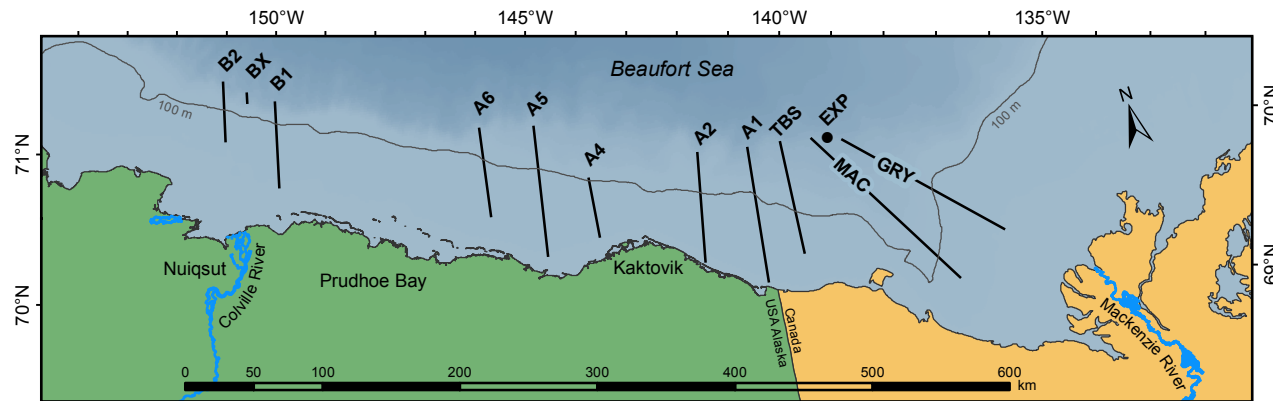 150°W 145°W 140°W 135°W
Beaufort Sea
B2
BX
B1
A6
A5
A4
A2
A1
TBS
EXP
MAC
GRY
N
100 m
100 m
71°N
70°N
70°N
69°N
Nuiqsut
Colville River
Prudhoe Bay
Kaktovik
USA Alaska
Canada
Mackenzie River
0 50 100 200 300 400 500 600 km